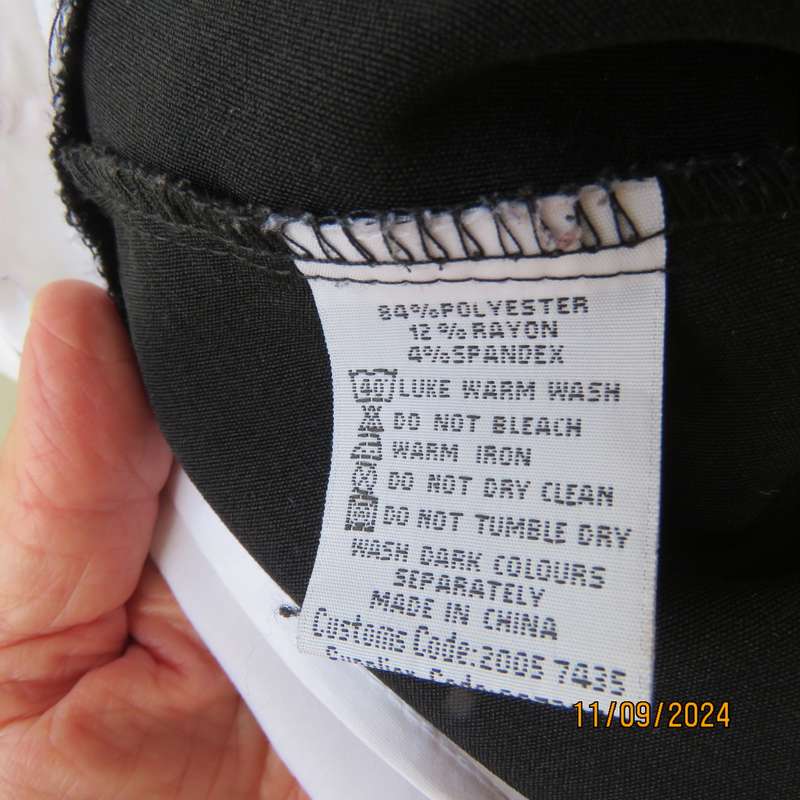 84%POLYESTER
12%RAYON
4%SPANDEX
40 LUKE WARM WASH
DO NOT BLEACH
WARM IRON
DO NOT DRY CLEAN
DO NOT TUMBLE DRY
WASH DARK COLOURS
SEPARATELY
MADE IN CHINA
Customs Code:2005 7435
11/09/2024